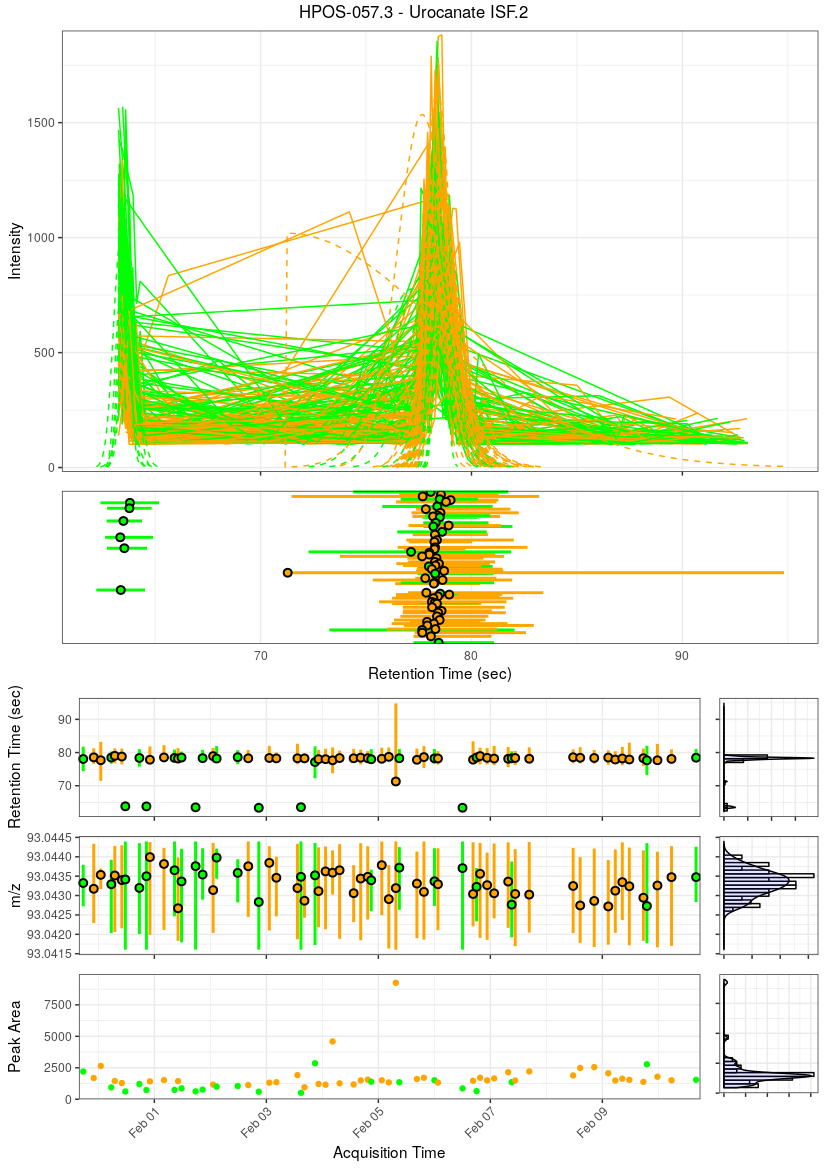 HPOS-057.3 - Urocanate ISF.2
Intensity
1500
1000
500
0
70
80
90
Retention Time (sec)
Retention Time (sec)
90
80
70
m/z
93.0445
93.0440
93.0435
93.0430
93.0425
93.0420
93.0415
Peak Area
7500
5000
2500
0
Feb 01
Feb 03
Feb 05
Feb 07
Feb 09
Acquisition Time